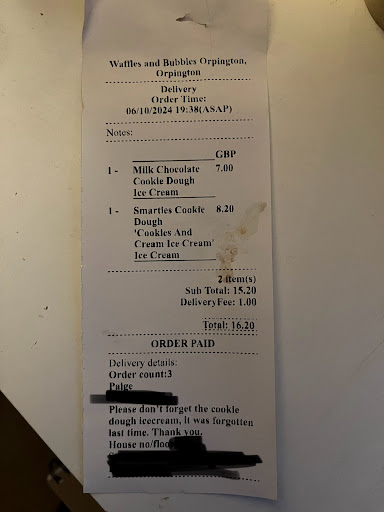 Waffles and Bubbles Orpington,
Orpington
Delivery
Order Time:
06/10/2024 19:38(ASAP)
Notes:
GBP
1 - Milk Chocolate 7.00
Cookie Dough
Ice Cream
1 - Smarties Cookie 8.20
Dough
'Cookies And
Cream Ice Cream'
Ice Cream
2 item(s)
Sub Total: 15.20
DeliveryFee: 1.00
Total: 16.20
ORDER PAID
Delivery details:
Order count:3
Paige
Please don't forget the cookie
dough icecream, it was forgotten
last time. Thank you.
House no/floo